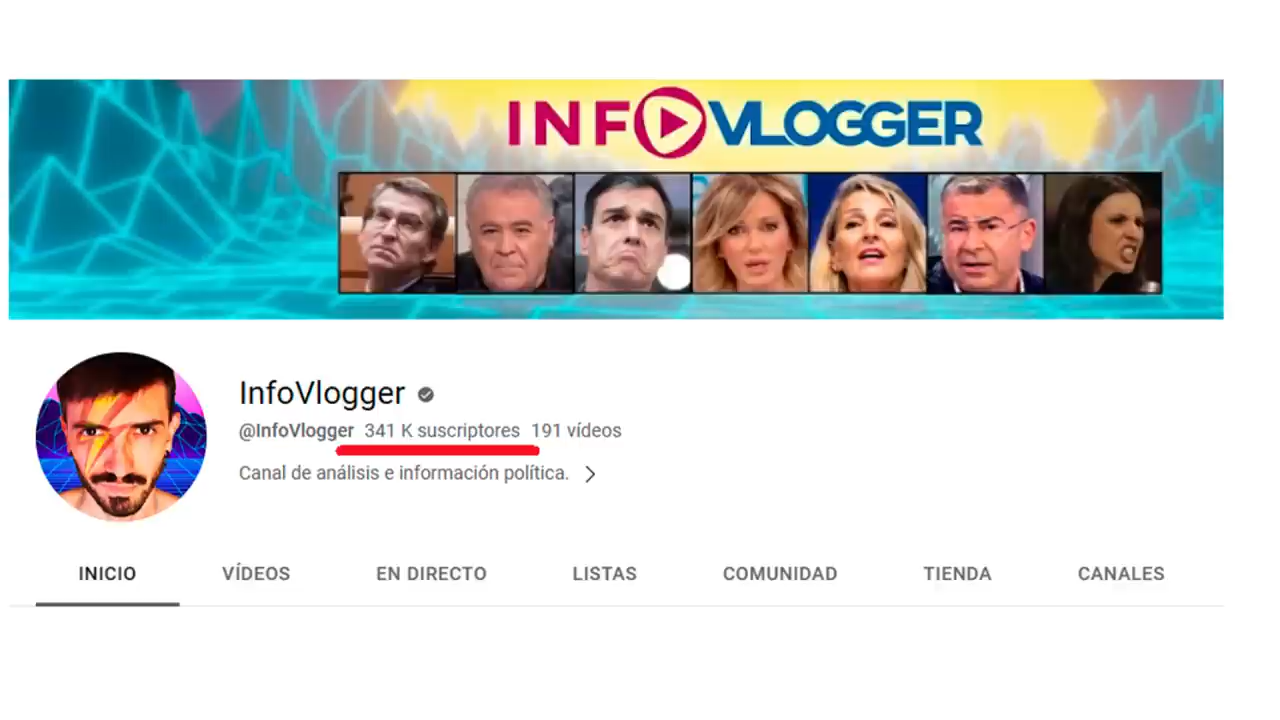 INFOVLOGGER
InfoVlogger
@InfoVlogger 341 K suscriptores 191 vídeos
Canal de análisis e información política.
INICIO VÍDEOS EN DIRECTO LISTAS COMUNIDAD TIENDA CANALES